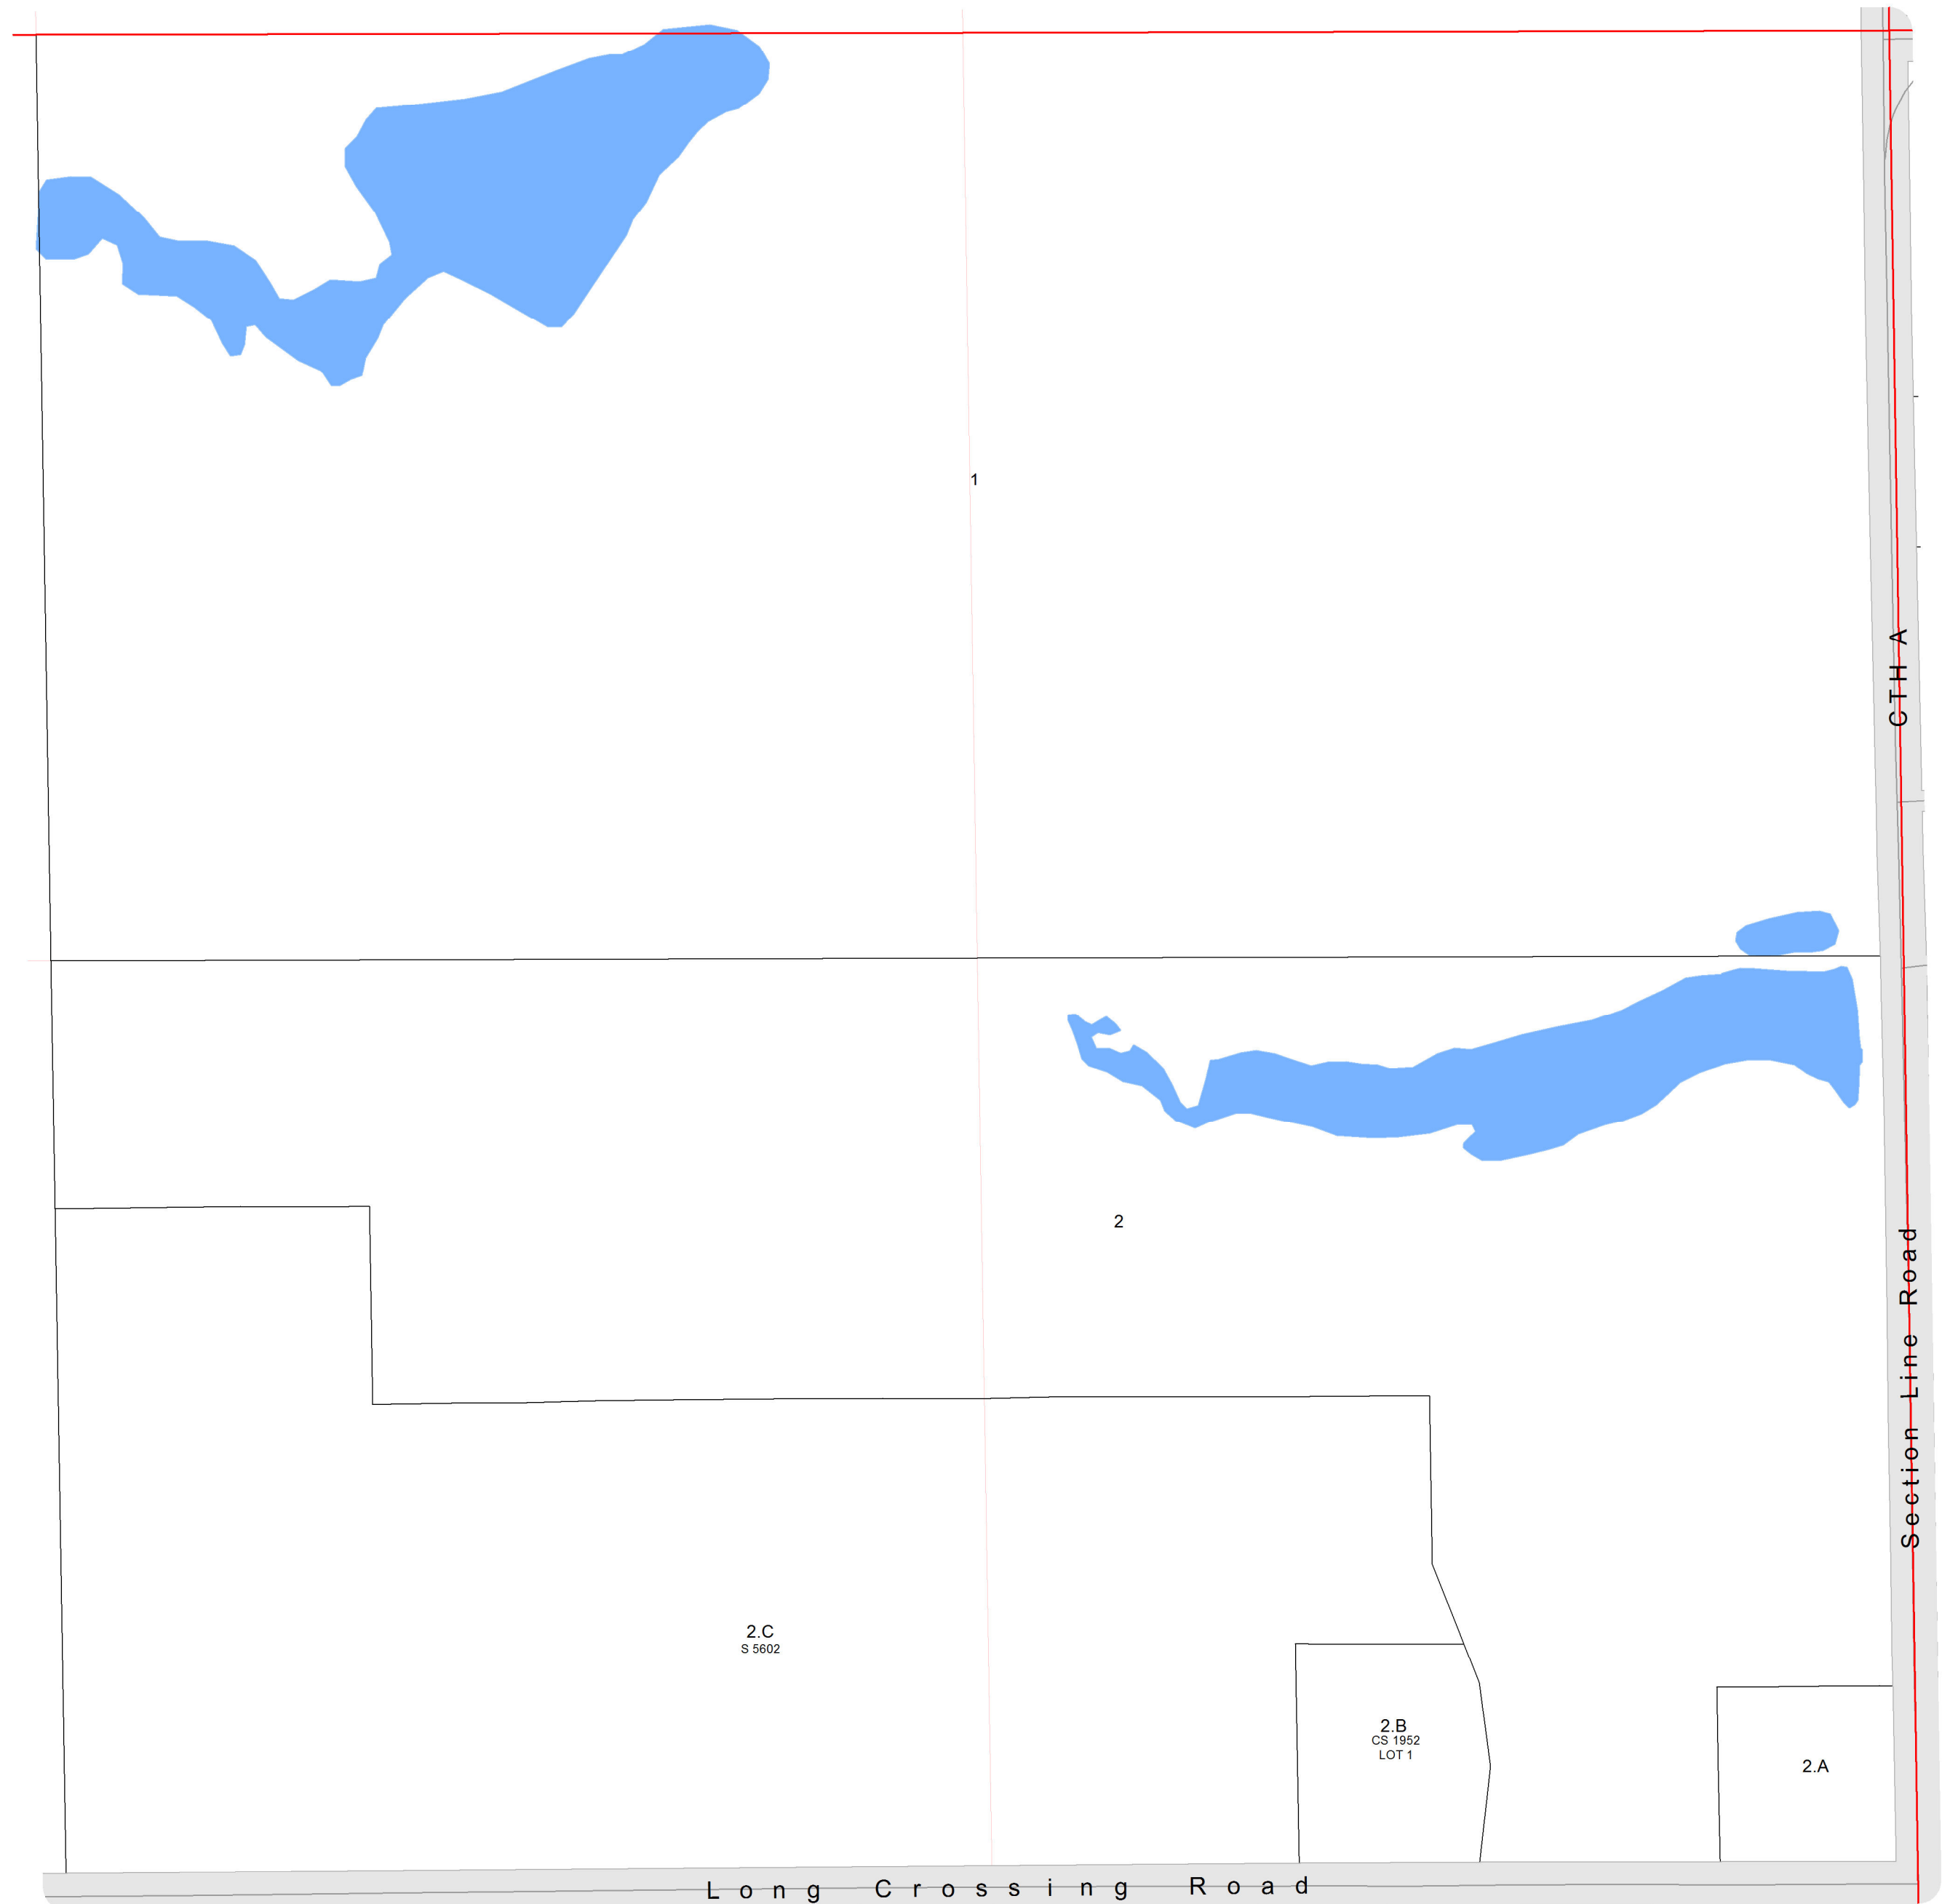 1
CTH A
2
Section Line Road
2.C
S 5602
2.B
CS 1952
LOT 1
2.A
Long Crossing Road